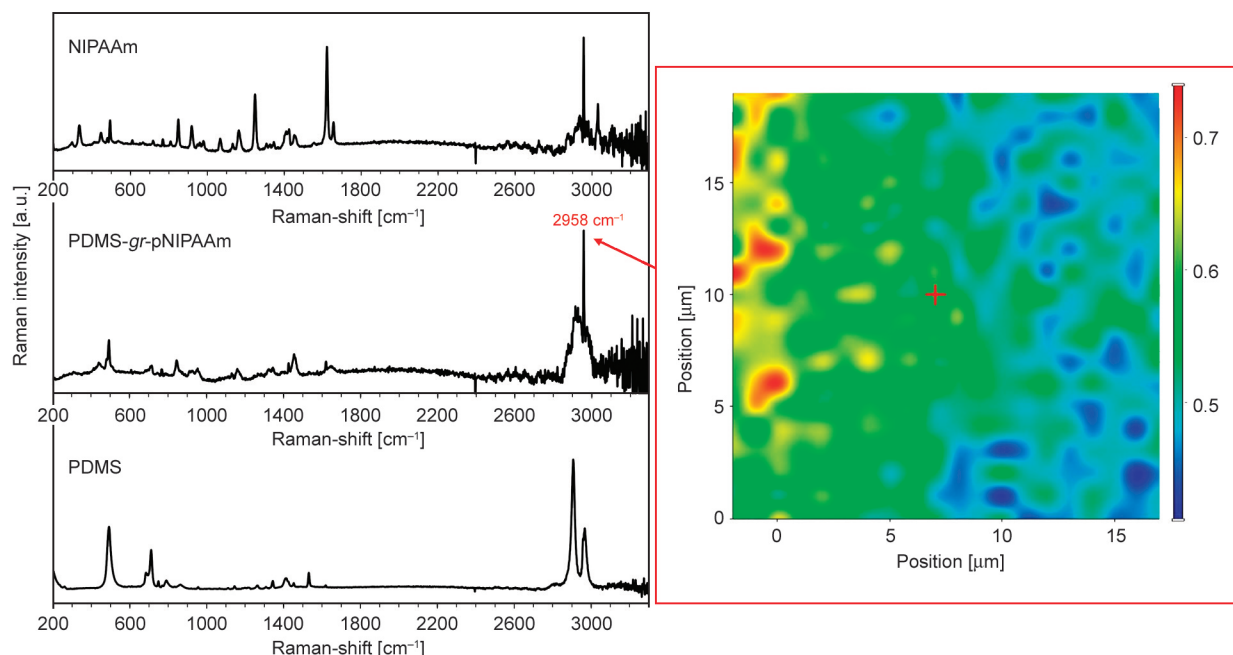 NIPAAm
200 600 1000 1400 1800 2200 2600 3000
Raman-shift [cm⁻¹]
PDMS-gr-pNIPAAm
2958 cm⁻¹
200 600 1000 1400 1800 2200 2600 3000
Raman-shift [cm⁻¹]
PDMS
200 600 1000 1400 1800 2200 2600 3000
Raman-shift [cm⁻¹]
Raman intensity [a.u.]
15
10
5
0
Position [μm]
0 5 10 15
Position [μm]
0.7
0.6
0.5